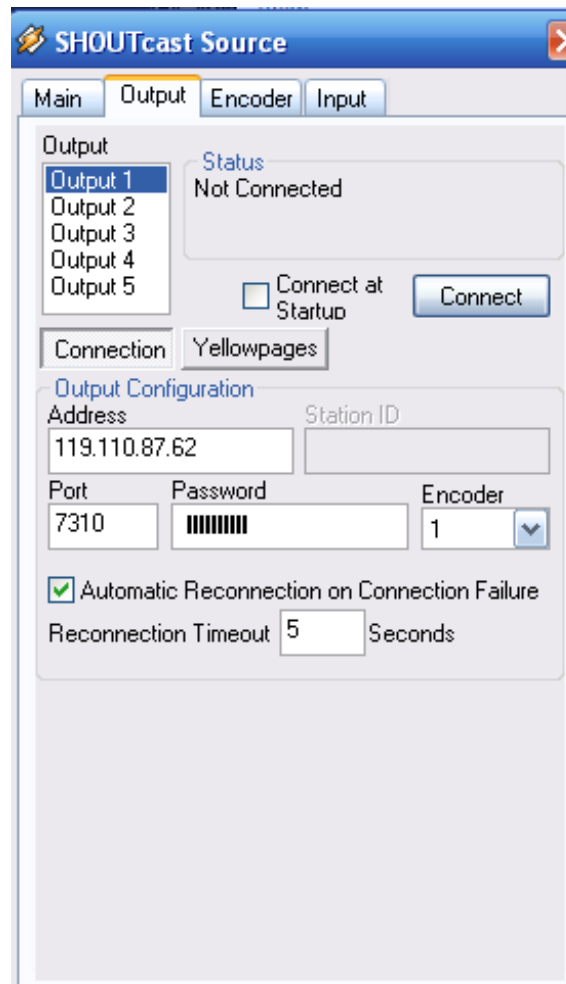 SHOUTcast Source
Main Output Encoder Input
Output
Output 1
Output 2
Output 3
Output 4
Output 5
Status
Not Connected
Connect at
Startup
Connect
Connection Yellowpages
Output Configuration
Address Station ID
119.110.87.62
Port Password Encoder
7310 1
Automatic Reconnection on Connection Failure
Reconnection Timeout 5 Seconds